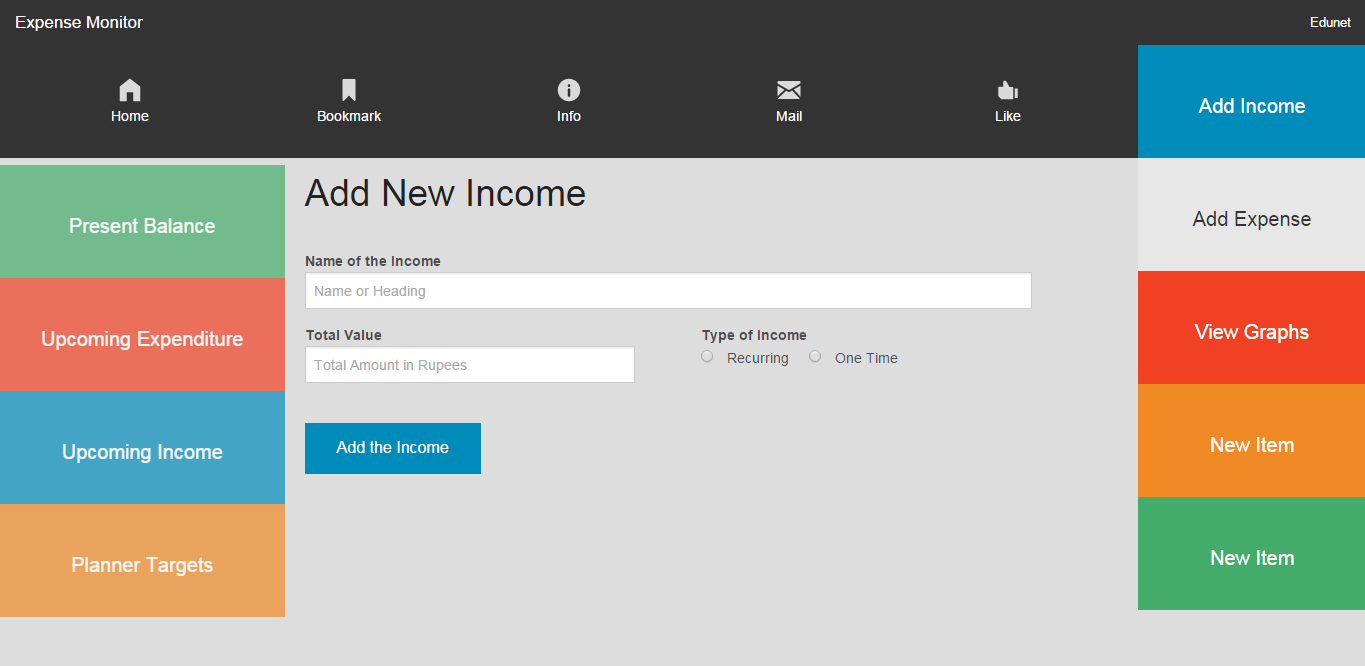 Expense Monitor
Edunet
Home
Bookmark
Info
Mail
Like
Add Income
Present Balance
Upcoming Expenditure
Upcoming Income
Planner Targets
Add New Income
Name of the Income
Name or Heading
Total Value
Total Amount in Rupees
Type of Income
Recurring
One Time
Add the Income
Add Expense
View Graphs
New Item
New Item